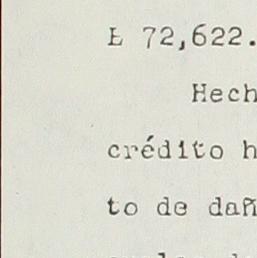 E 72,622.
Hech
crédito h
to de dañ